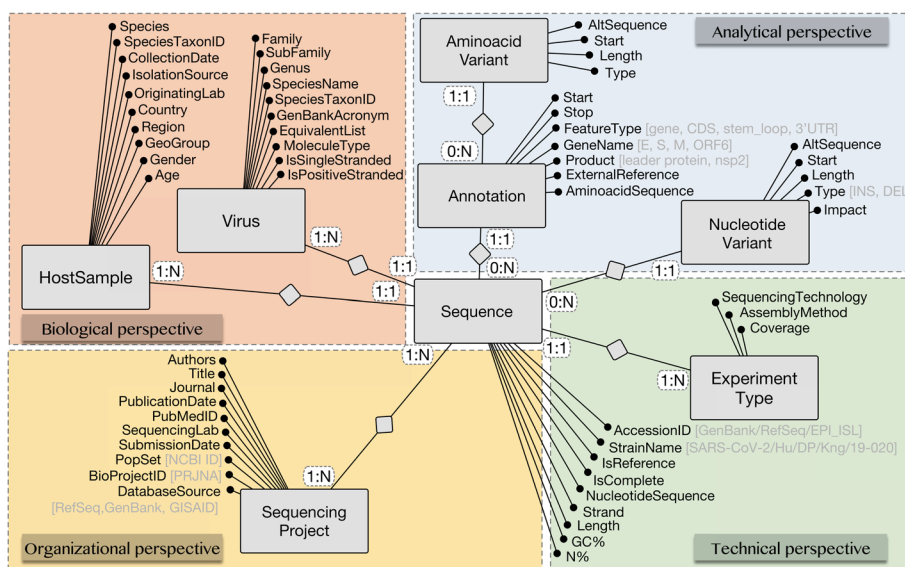 Species
SpeciesTaxonID
CollectionDate
IsolationSource
OriginatingLab
Country
Region
GeoGroup
Gender
Age
HostSample
Family
SubFamily
Genus
SpeciesName
SpeciesTaxonID
GenBankAcronym
EquivalentList
MoleculeType
IsSingleStranded
IsPositiveStranded
Virus
1:N
1:1
1:N
1:1
Biological perspective
Analytical perspective
Aminoacid
Variant
AltSequence
Start
Length
Type
1:1
0:N
Start
Stop
FeatureType [gene, CDS, stem_loop, 3'UTR]
GeneName [E, S, M, ORF6]
Product [leader protein, nsp2]
ExternalReference
AminoacidSequence
Annotation
1:1
0:N
AltSequence
Start
Length
Type [INS, DEL
Impact
Nucleotide
Variant
1:1
0:N
Sequence
1:N
1:1
SequencingTechnology
AssemblyMethod
Coverage
1:N
Experiment
Type
AccessionID [GenBank/RefSeq/EPI_ISL]
StrainName [SARS-CoV-2/Hu/DP/Kng/19-020]
IsReference
IsComplete
NucleotideSequence
Strand
Length
GC%
N%
Technical perspective
Authors
Title
Journal
PublicationDate
PubMedID
SequencingLab
SubmissionDate
PopSet [NCBI ID]
BioProjectID [PRJNA]
DatabaseSource
[RefSeq,GenBank, GISAID]
1:N
Sequencing
Project
Organizational perspective